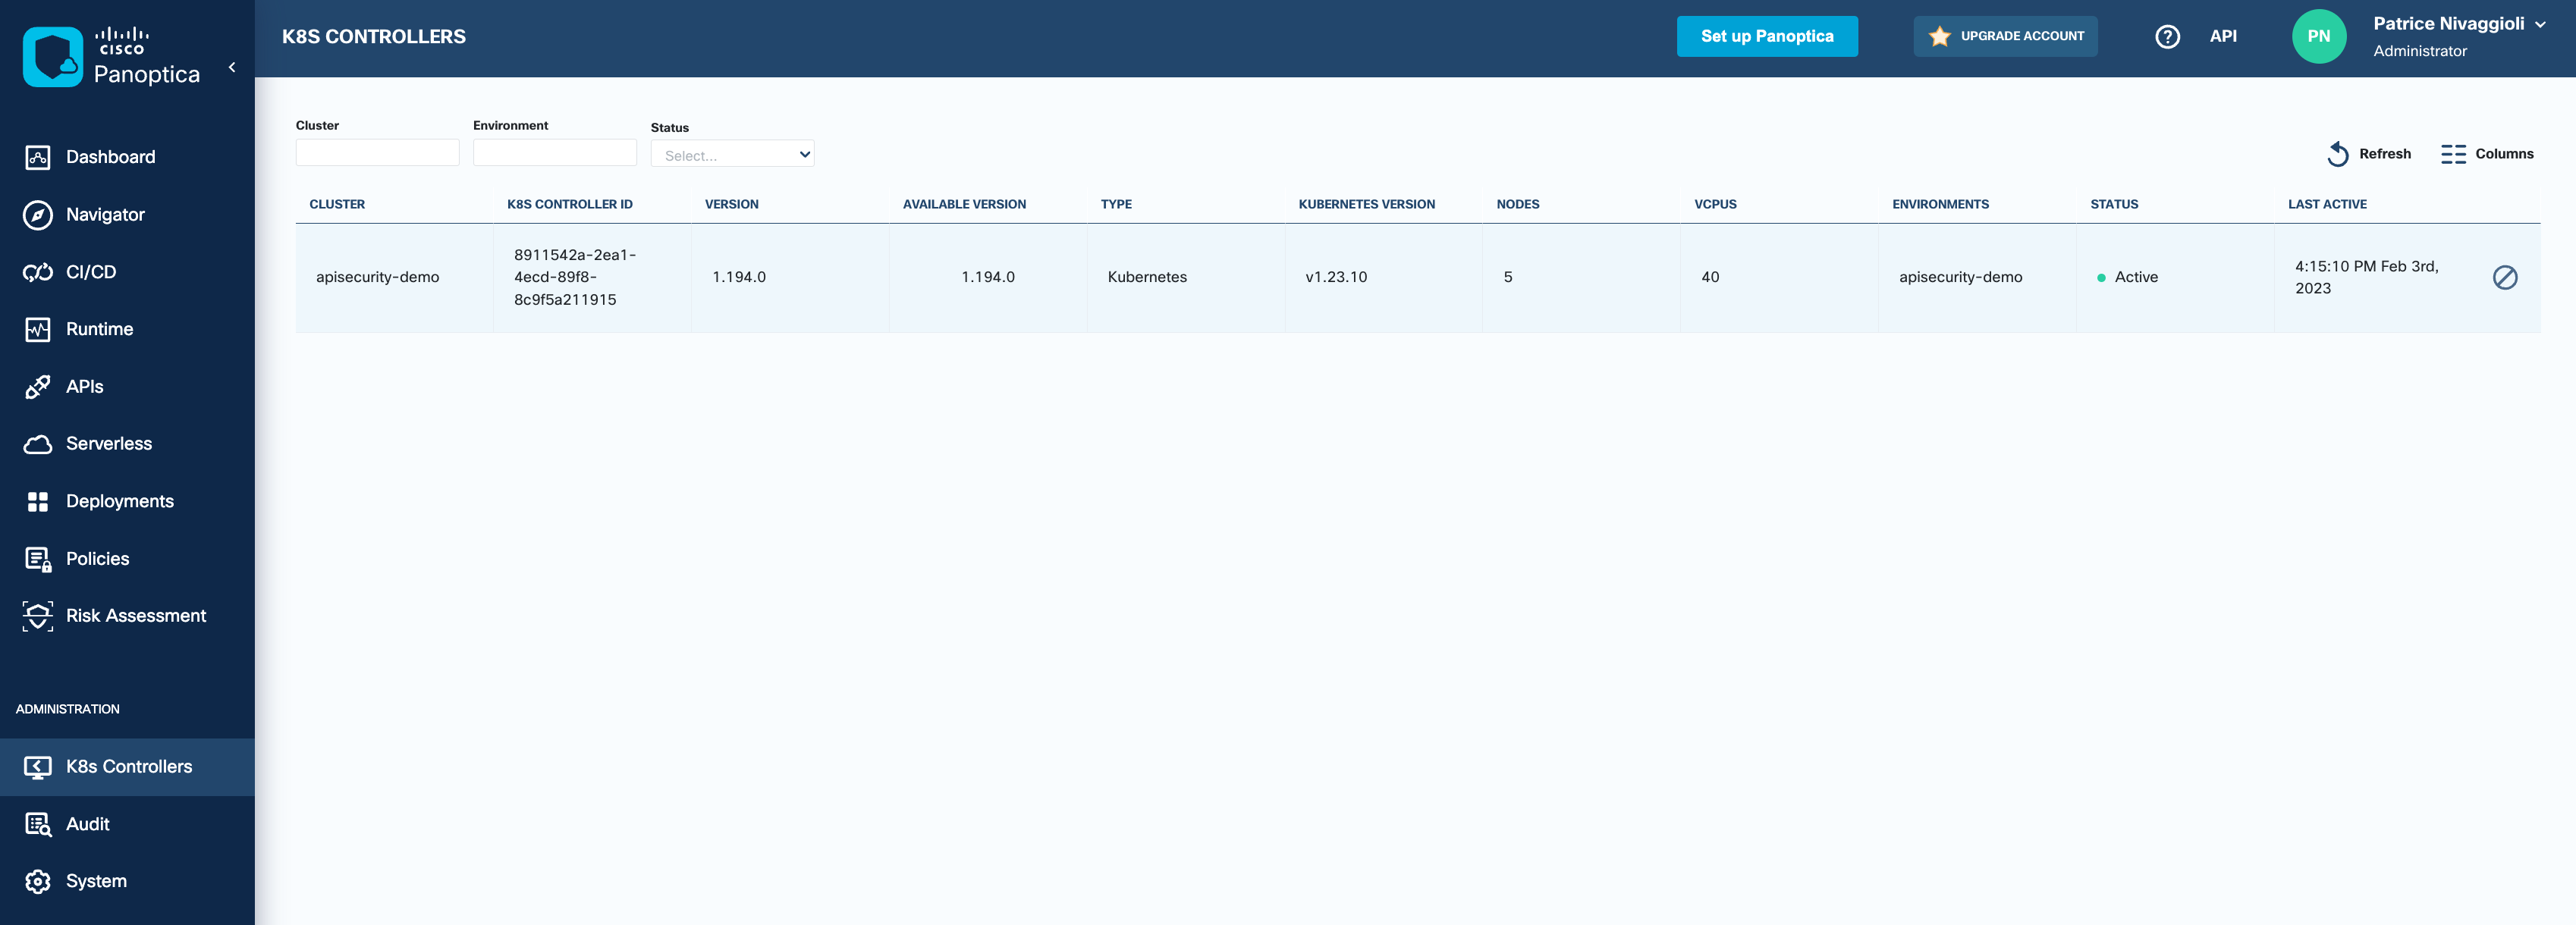 cisco
Panoptica
Dashboard
Navigator
CI/CD
Runtime
APIs
Serverless
Deployments
Policies
Risk Assessment
ADMINISTRATION
K8s Controllers
Audit
System
K8S CONTROLLERS
Set up Panoptica
UPGRADE ACCOUNT
?
API
PN
Patrice Nivaggioli
Administrator
Cluster
Environment
Status
Select...
Refresh
Columns
CLUSTER K8S CONTROLLER ID VERSION AVAILABLE VERSION TYPE KUBERNETES VERSION NODES VCPUS ENVIRONMENTS STATUS LAST ACTIVE
apisecurity-demo
8911542a-2ea1-
4ecd-89f8-
8c9f5a211915
1.194.0
1.194.0
Kubernetes
v1.23.10
5
40
apisecurity-demo
Active
4:15:10 PM Feb 3rd,
2023